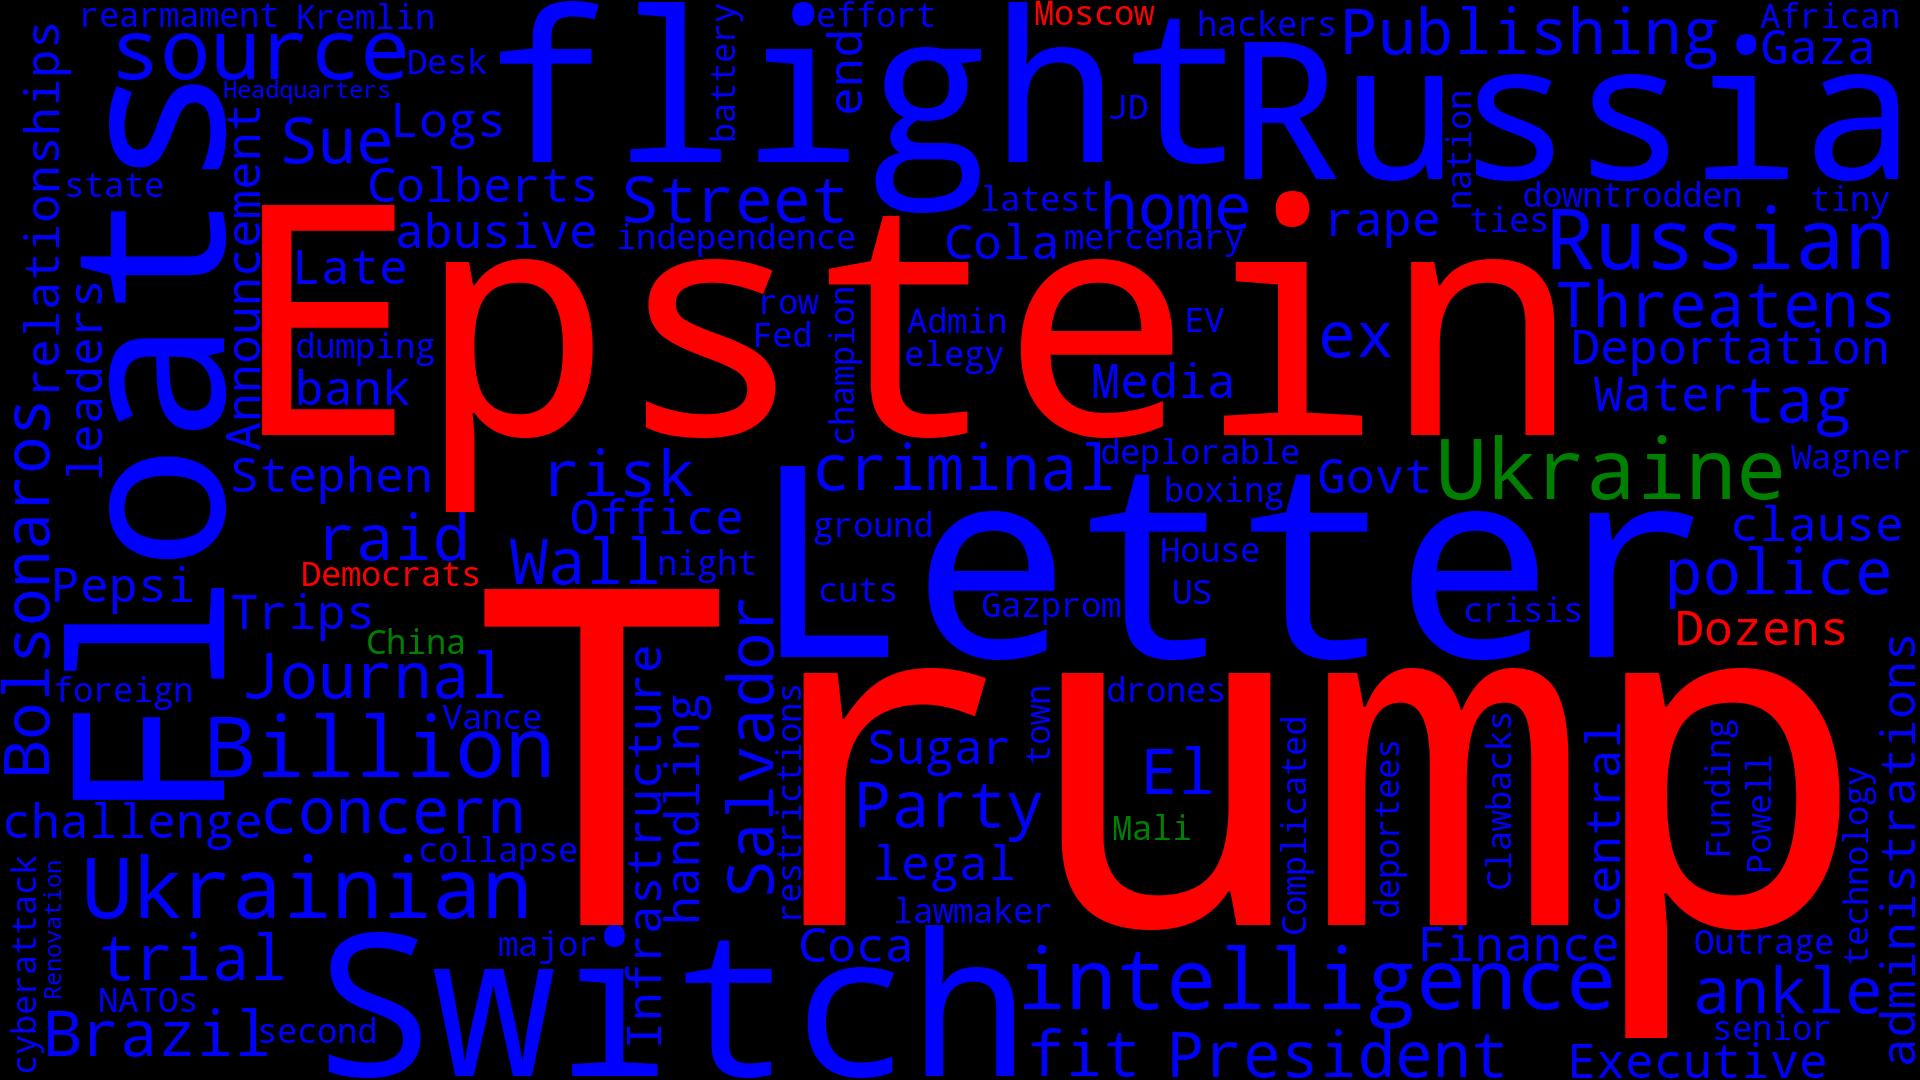 rearmament
Kremlin
source
Desk
Headquarters
flight
battery
effort
end
Moscow
hackers
JD
Publishing
African
Gaza
Russia
nation
relationships
state
Floats
Announcement
Sue
Logs
Colberts
abusive
Street
independence
latest
home
Cola
mercenary
rape
ties
downtrodden
tiny
Russian
Threatens
Deportation
Water
tag
leaders
Epstein
Late
dumping
bank
row
Fed
champion
Admin
elegy
EV
Media
ex
Bolsonaros
Stephen
risk
criminal
deplorable
boxing
Govt
Ukraine
Wagner
clause
police
Dozens
raid
Office
Wall
night
Democrats
Letter
ground
cuts
House
US
Gazprom
crisis
Pepsi
Trips
China
Journal
foreign
Vance
Billion
Trump
Infrastructure
handling
Salvador
restrictions
town
drones
Sugar
Party
El
Mali
legal
lawmaker
Complicated
deportees
Clawbacks
central
Funding
Powell
technology
administrations
challenge
concern
collapse
Ukrainian
cyberattack
Renovation
trial
NATOs
Brazil
second
major
Switch
Coca
intelligence
Finance
Outrage
ankle
senior
fit
President
Executive